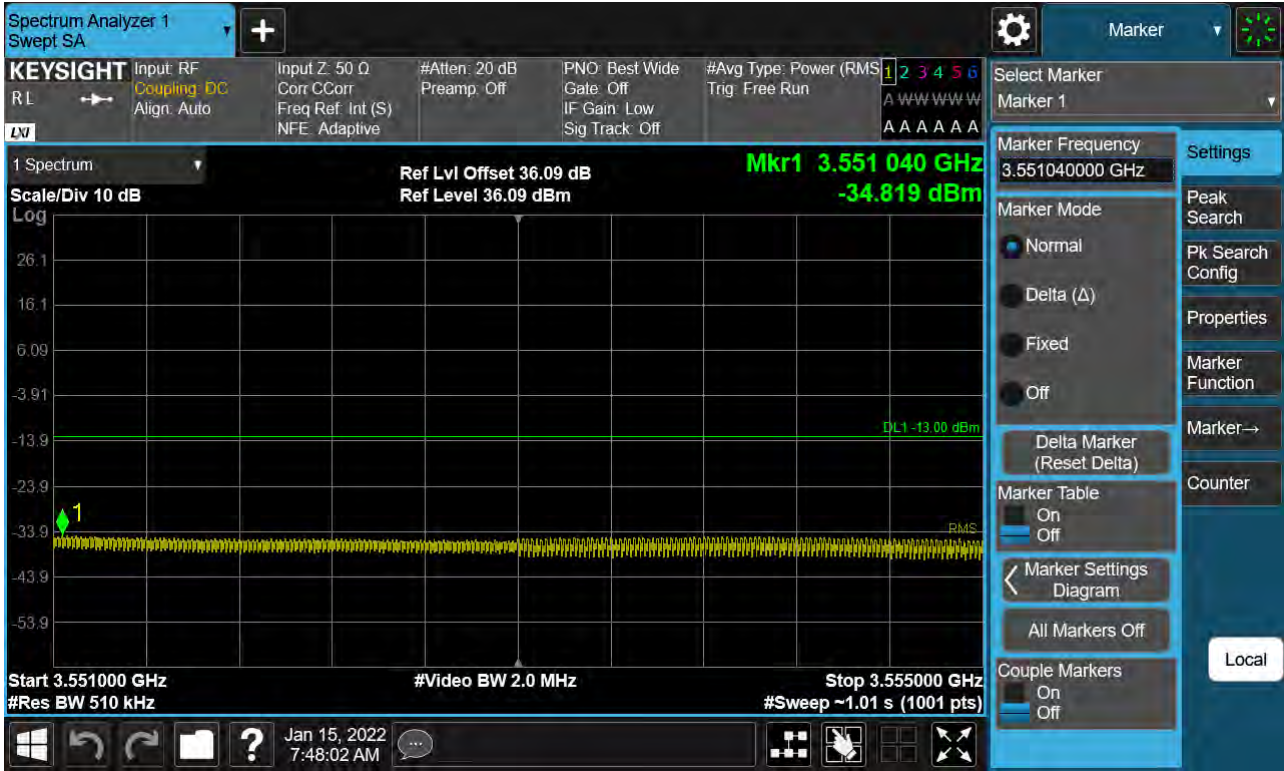 Spectrum Analyzer 1
Swept SA
+
Marker
KEYSIGHT
RL
LXI
Input: RF
Coupling: DC
Align: Auto
Input Z: 50 Ω
Corr CCorr
Freq Ref: Int (S)
NFE: Adaptive
#Atten: 20 dB
Preamp: Off
PNO: Best Wide
Gate: Off
IF Gain: Low
Sig Track: Off
#Avg Type: Power (RMS
Trig: Free Run
1 2 3 4 5 6
A W W W W W
A A A A A A
Select Marker
Marker 1
1 Spectrum
Scale/Div 10 dB
Log
Ref Lvl Offset 36.09 dB
Ref Level 36.09 dBm
Mkr1 3.551 040 GHz
-34.819 dBm
26.1
16.1
6.09
-3.91
-13.9
-23.9
-33.9
-43.9
-53.9
DL1 -13.00 dBm
1
RMS
Start 3.551000 GHz
#Res BW 510 kHz
#Video BW 2.0 MHz
Stop 3.555000 GHz
#Sweep ~1.01 s (1001 pts)
Marker Frequency
3.551040000 GHz
Marker Mode
Normal
Delta (Δ)
Fixed
Off
Delta Marker
(Reset Delta)
Marker Table
On
Off
Marker Settings
Diagram
All Markers Off
Couple Markers
On
Off
Settings
Peak
Search
Pk Search
Config
Properties
Marker
Function
Marker→
Counter
Local
?
Jan 15, 2022
7:48:02 AM